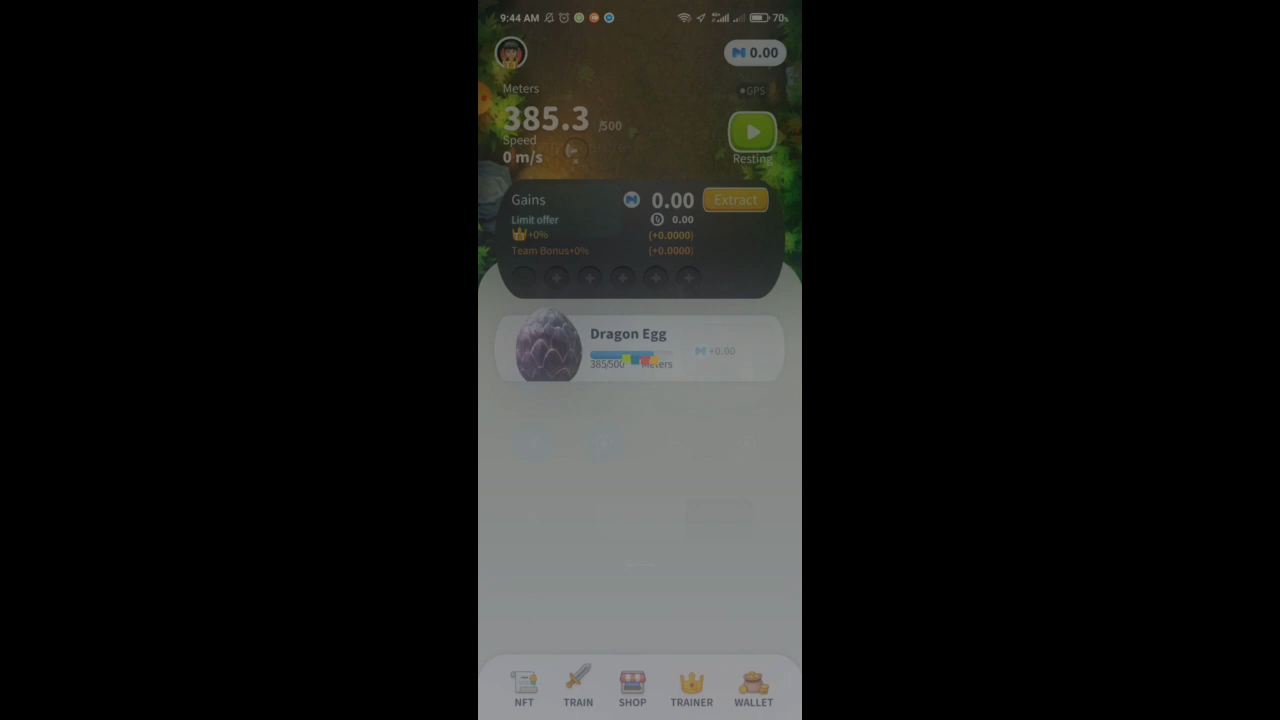 9:44 AM
70%
0.00
Meters
GPS
385.3 /500
Speed
0 m/s
Resting
Gains
0.00
Extract
Limit offer
0.00
+0%
(+0.0000)
Team Bonus+0%
(+0.0000)
Dragon Egg
+0.00
385/500
Meters
NFT
TRAIN
SHOP
TRAINER
WALLET